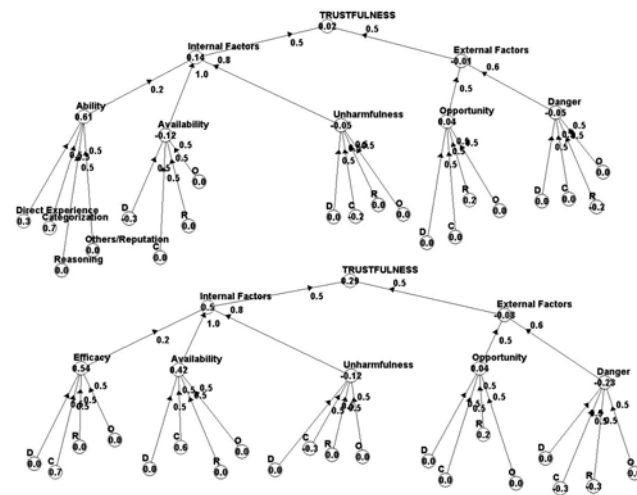 TRUSTFULNESS
0.02
Internal Factors
0.5
0.5
External Factors
0.14
0.8
-0.01
0.6
0.2
1.0
0.5
Ability
0.61
Availability
-0.12
Unharmfulness
-0.05
Opportunity
0.04
Danger
-0.05
0.5
0.5
0.5
0.5
0.5
0.5
0.5
0.5
0.5
0.5
D
-0.3
R
0.0
O
0.0
D
0.0
C
-0.2
R
0.0
O
0.0
D
0.0
C
0.0
R
0.2
O
0.0
D
0.0
C
0.0
R
-0.2
O
0.0
Direct Experience
0.3
Categorization
0.7
Others/Reputation
0.0
C
0.0
Reasoning
0.0
TRUSTFULNESS
0.29
Internal Factors
0.5
0.5
External Factors
0.5
0.8
-0.08
0.6
0.2
1.0
0.5
Efficacy
0.54
Availability
0.42
Unharmfulness
-0.12
Opportunity
0.04
Danger
-0.28
0.5
0.5
0.5
0.5
0.5
0.5
0.5
0.5
0.5
D
0.0
C
0.7
R
0.0
O
0.0
D
0.0
C
0.6
R
0.0
O
0.0
D
0.0
C
-0.3
R
0.0
O
0.0
D
0.0
C
0.0
R
0.2
O
0.0
D
0.0
C
-0.3
R
-0.3
O
0.0